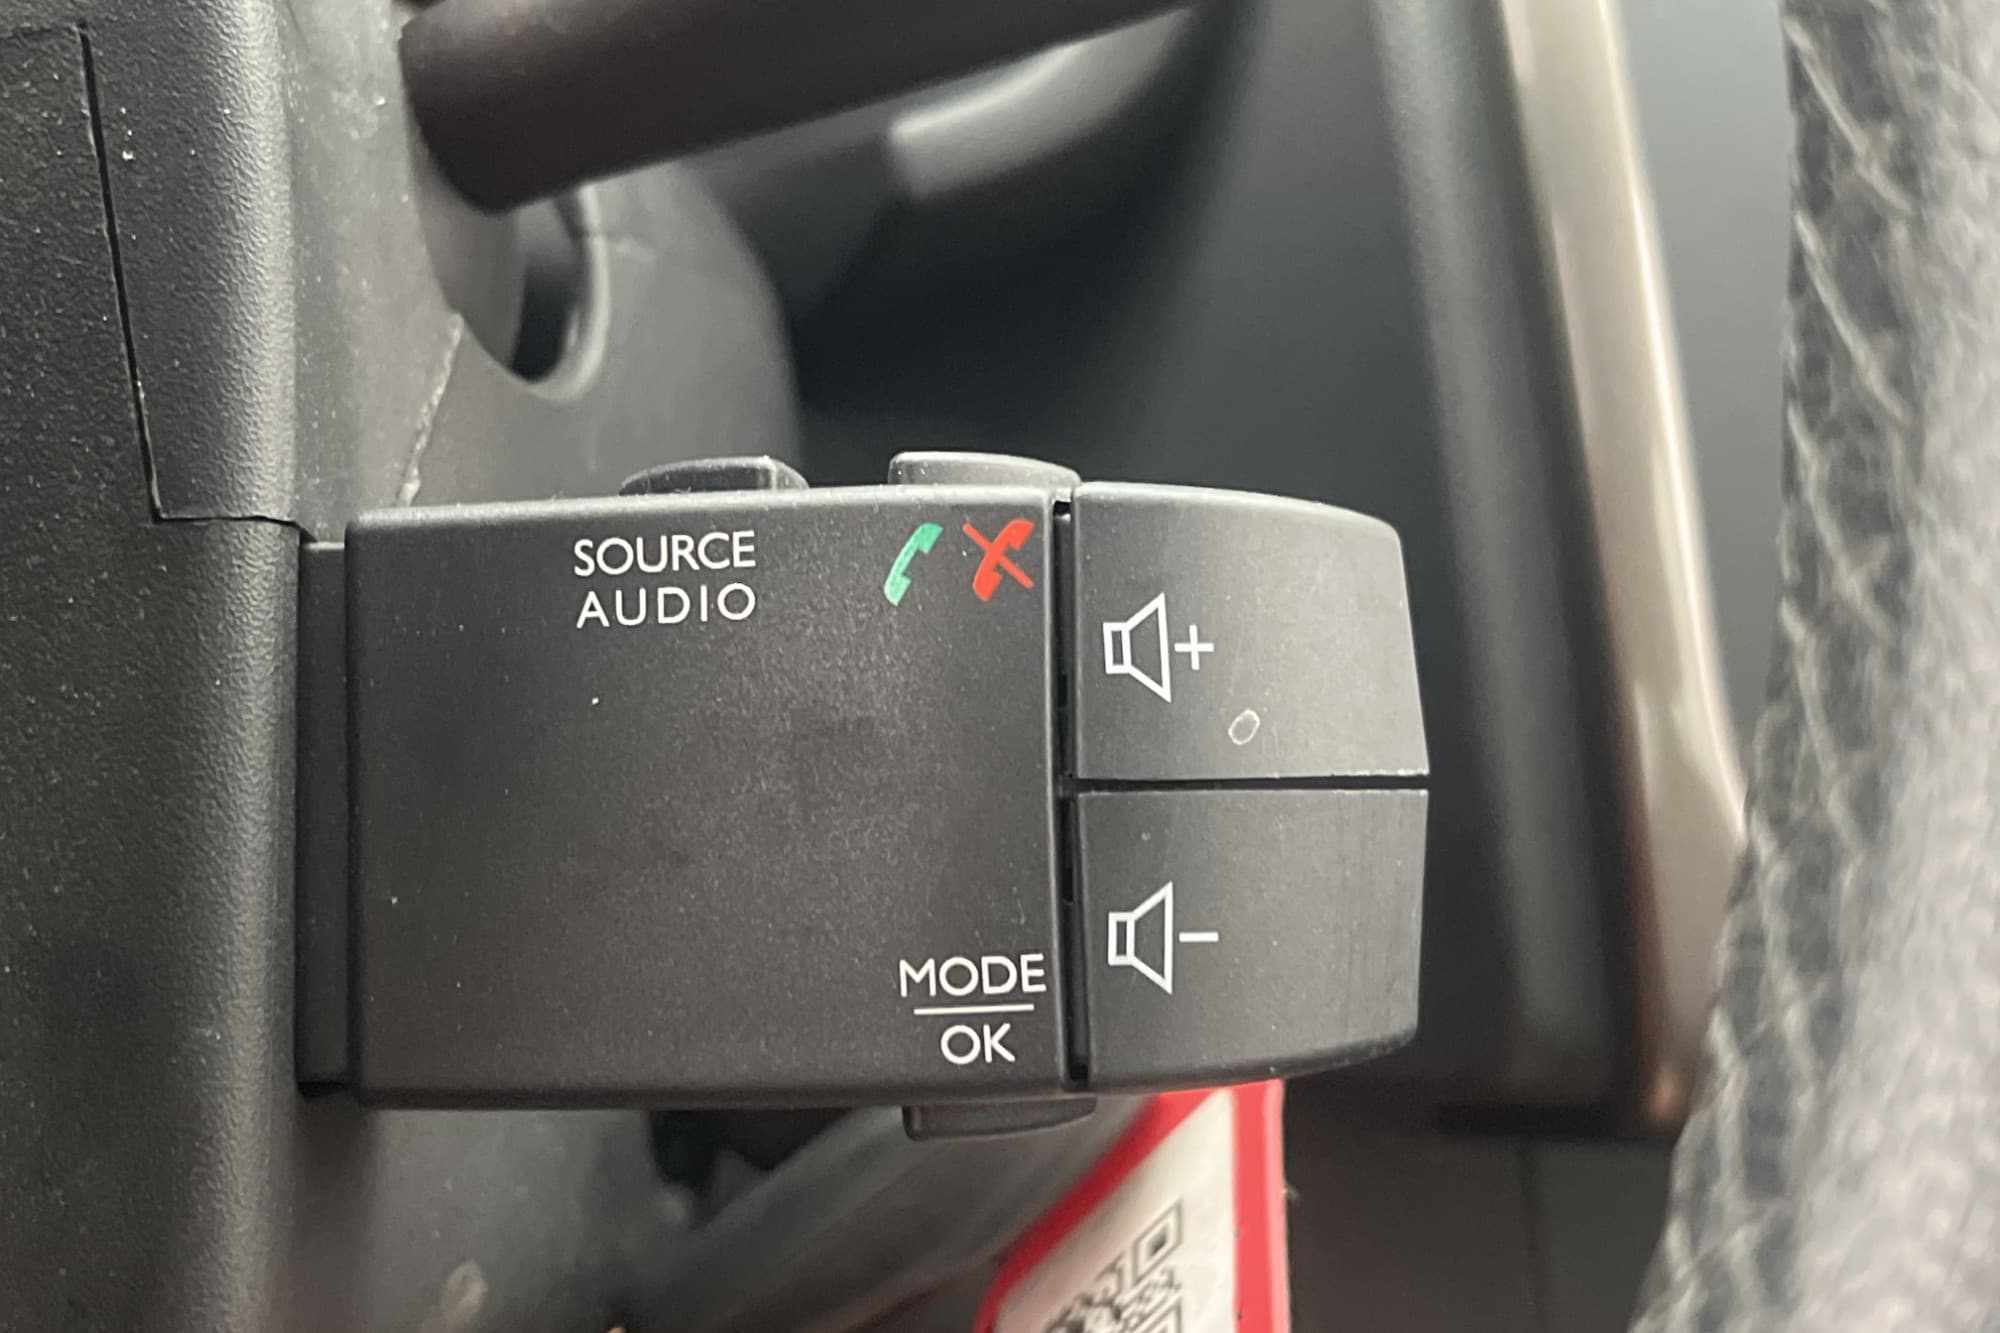 SOURCE
AUDIO
+
-
MODE
OK